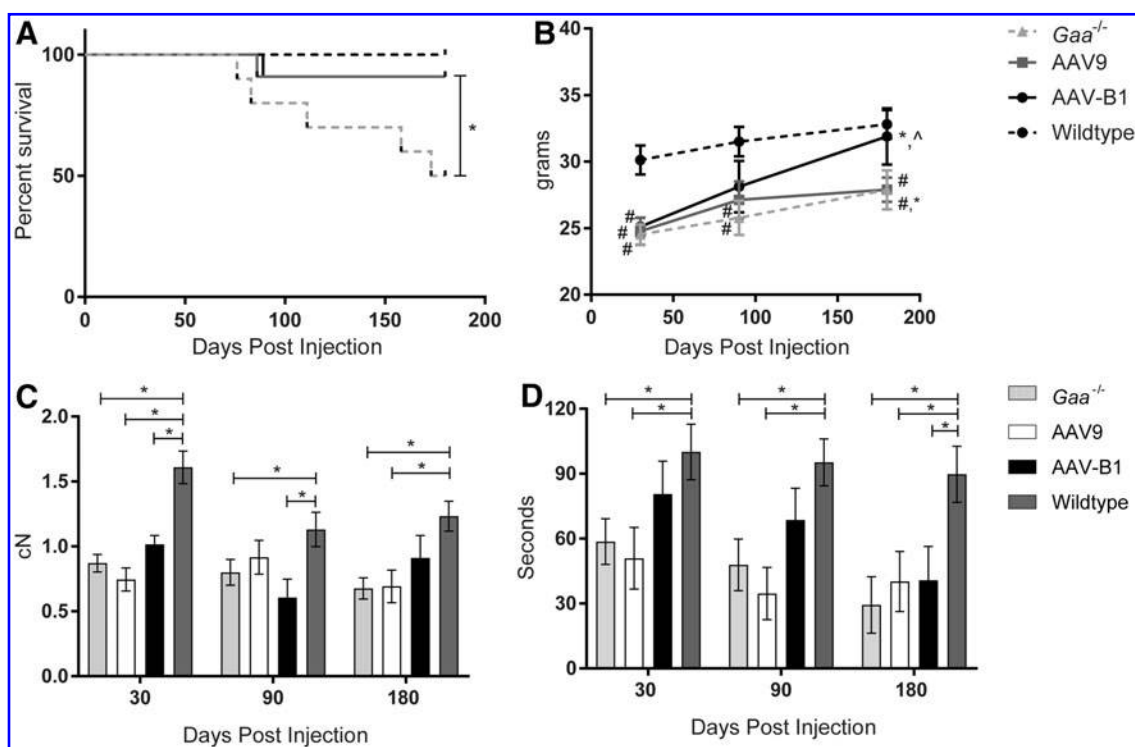 A
Percent survival
100
50
0
*
0 50 100 150 200
Days Post Injection
B
grams
40
35
30
25
20
#
#
#
#
#
*,^
#
#,*
0 50 100 150 200
Days Post Injection
Gaa-/-
AAV9
AAV-B1
Wildtype
C
cN
2.0
1.5
1.0
0.5
0.0
*
*
*
*
*
*
*
30 90 180
Days Post Injection
D
Seconds
120
90
60
30
0
*
*
*
*
*
*
*
30 90 180
Days Post Injection
Gaa-/-
AAV9
AAV-B1
Wildtype